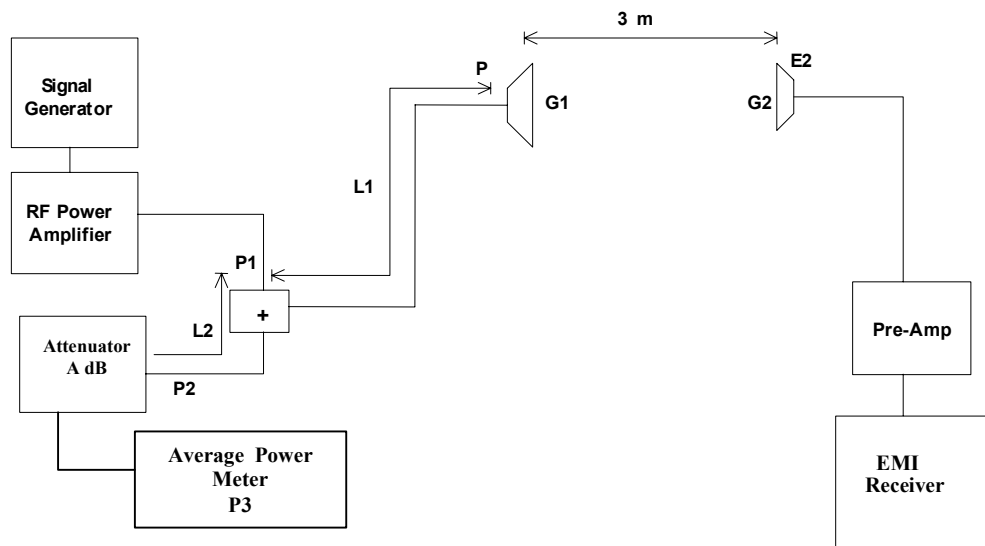 3 m
P
E2
Signal
Generator
G1
G2
L1
RF Power
Amplifier
P1
+
L2
Attenuator
A dB
P2
Pre-Amp
Average Power
Meter
P3
EMI
Receiver